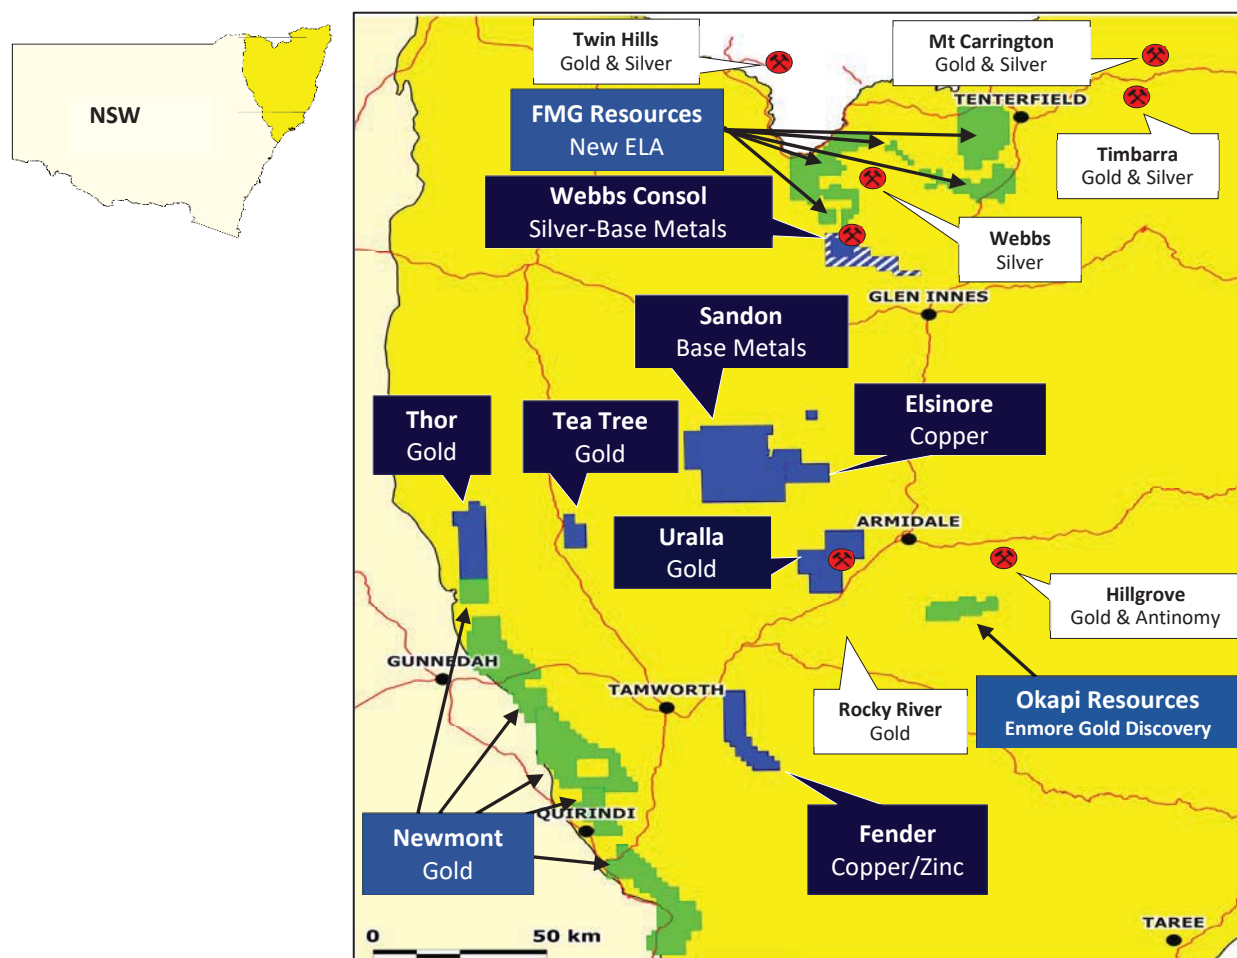 NSW
Twin Hills
Gold & Silver
Mt Carrington
Gold & Silver
TENTERFIELD
FMG Resources
New ELA
Timbarra
Gold & Silver
Webbs Consol
Silver-Base Metals
Webbs
Silver
GLEN INNES
Sandon
Base Metals
Thor
Gold
Tea Tree
Gold
Elsinore
Copper
Uralla
Gold
ARMIDALE
Hillgrove
Gold & Antinomy
GUNNEDAH
TAMWORTH
Rocky River
Gold
Okapi Resources
Enmore Gold Discovery
QUIRINDI
Newmont
Gold
Fender
Copper/Zinc
TAREE
0 50 km